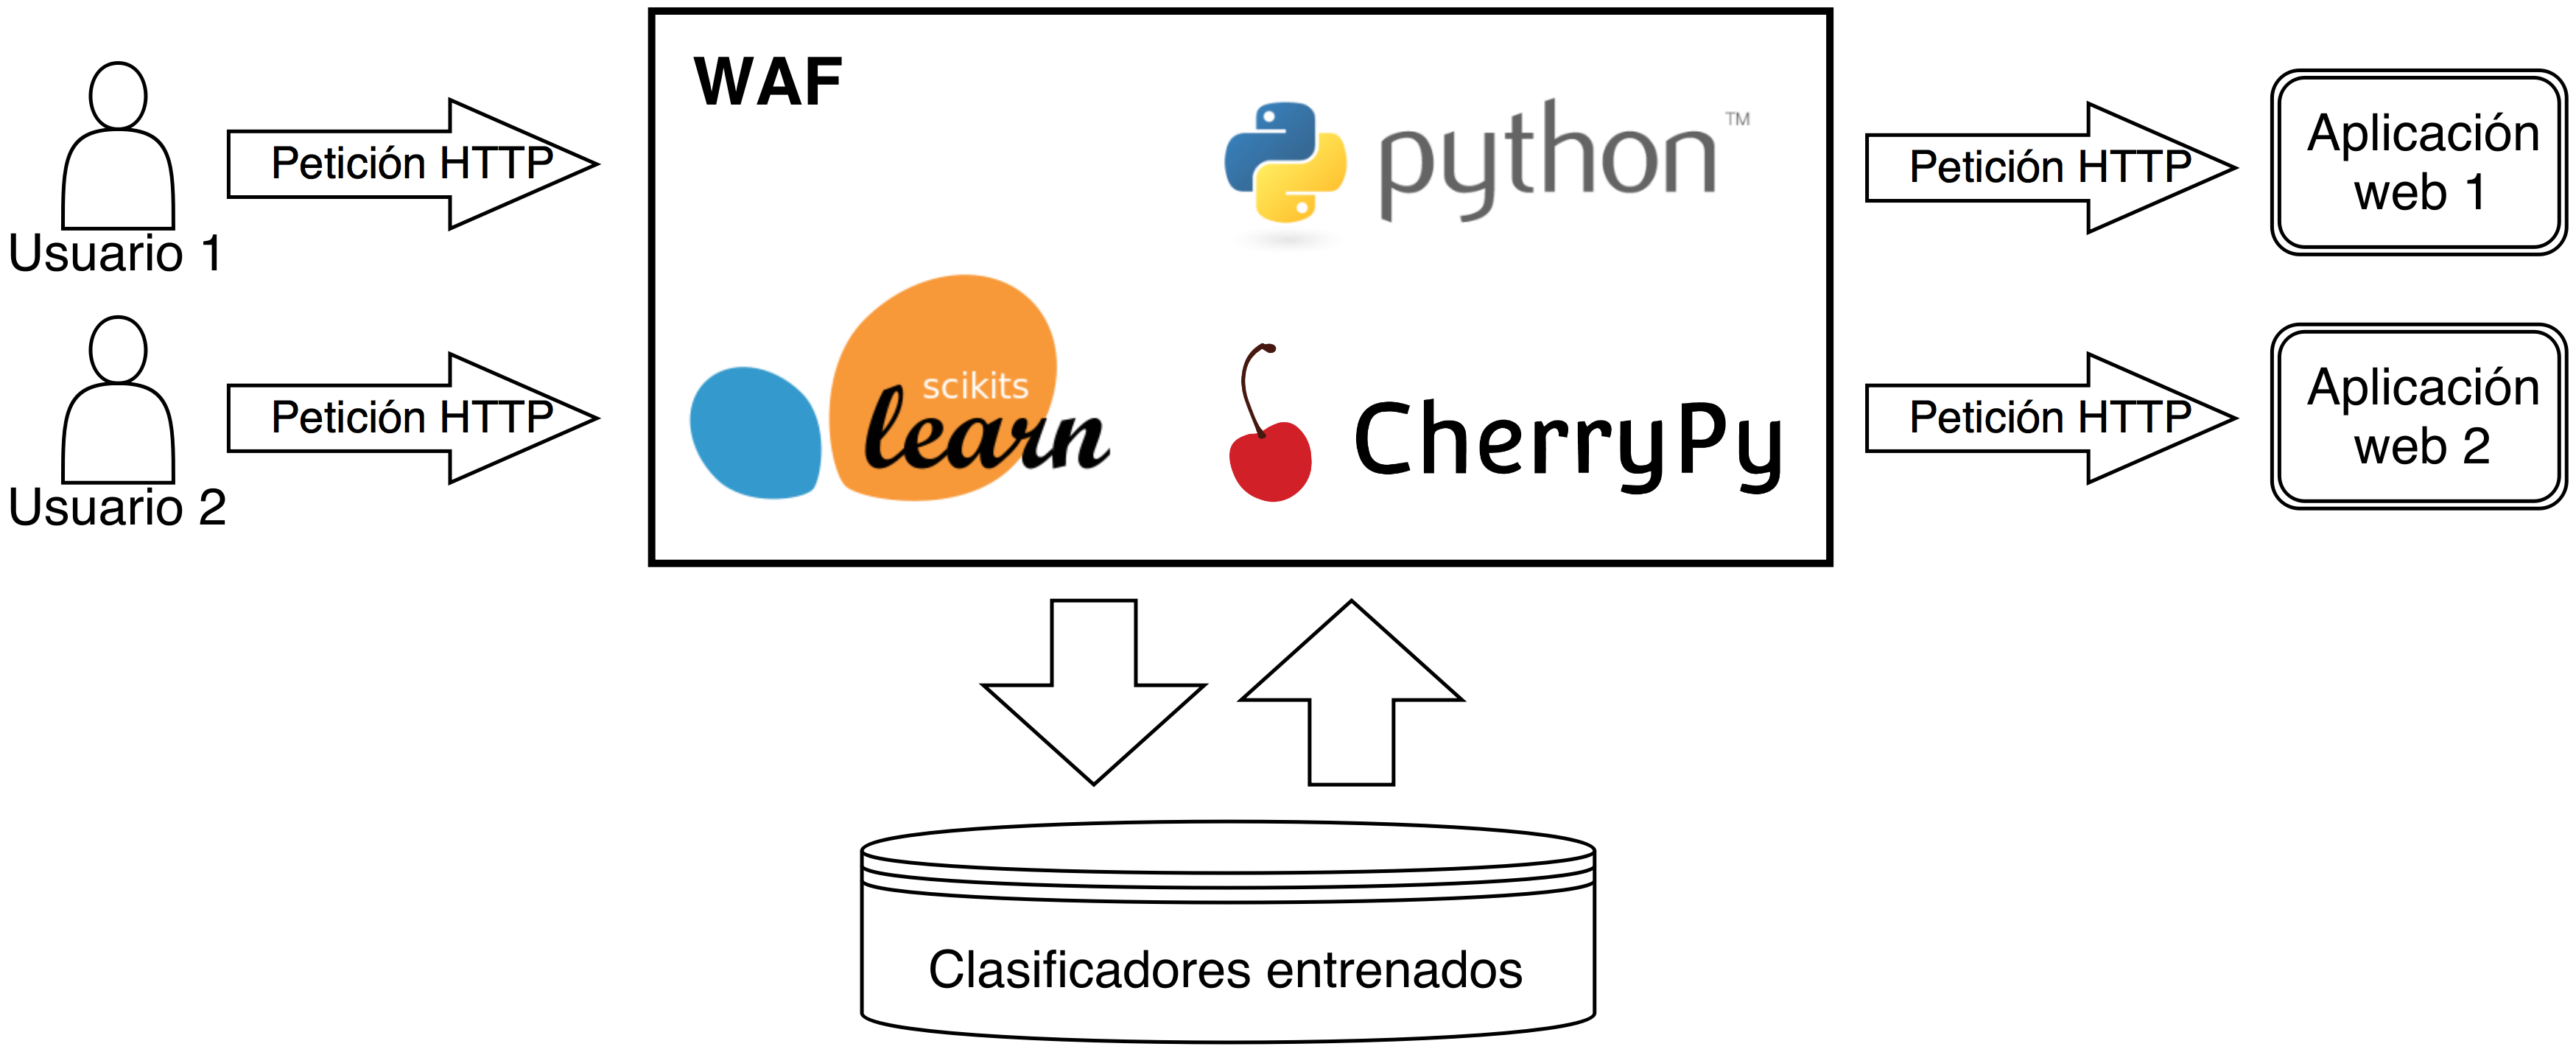 WAF
python™
Petición HTTP
Petición HTTP
Aplicación
web 1
Usuario 1
scikits
learn
CherryPy
Petición HTTP
Petición HTTP
Aplicación
web 2
Usuario 2
Clasificadores entrenados